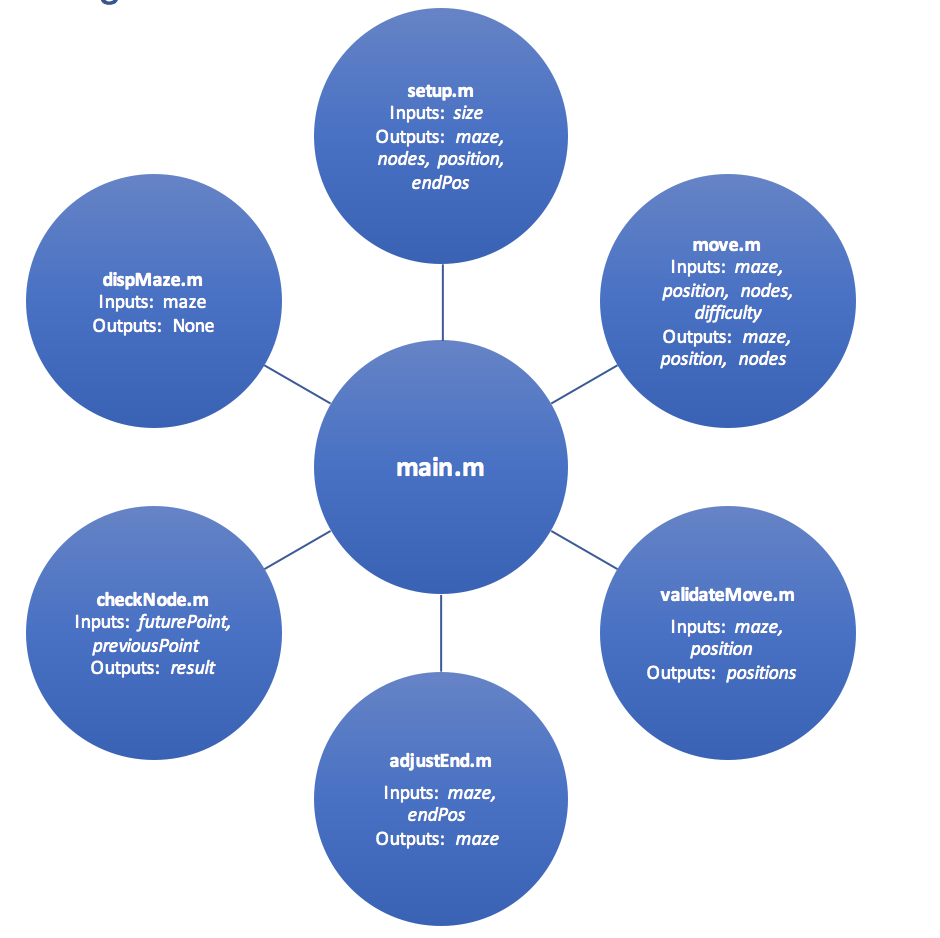 setup.m
Inputs: size
Outputs: maze,
nodes, position,
endPos
move.m
Inputs: maze,
position, nodes,
difficulty
Outputs: maze,
position, nodes
dispMaze.m
Inputs: maze
Outputs: None
main.m
validateMove.m
Inputs: maze,
position
Outputs: positions
checkNode.m
Inputs: futurePoint,
previousPoint
Outputs: result
adjustEnd.m
Inputs: maze,
endPos
Outputs: maze